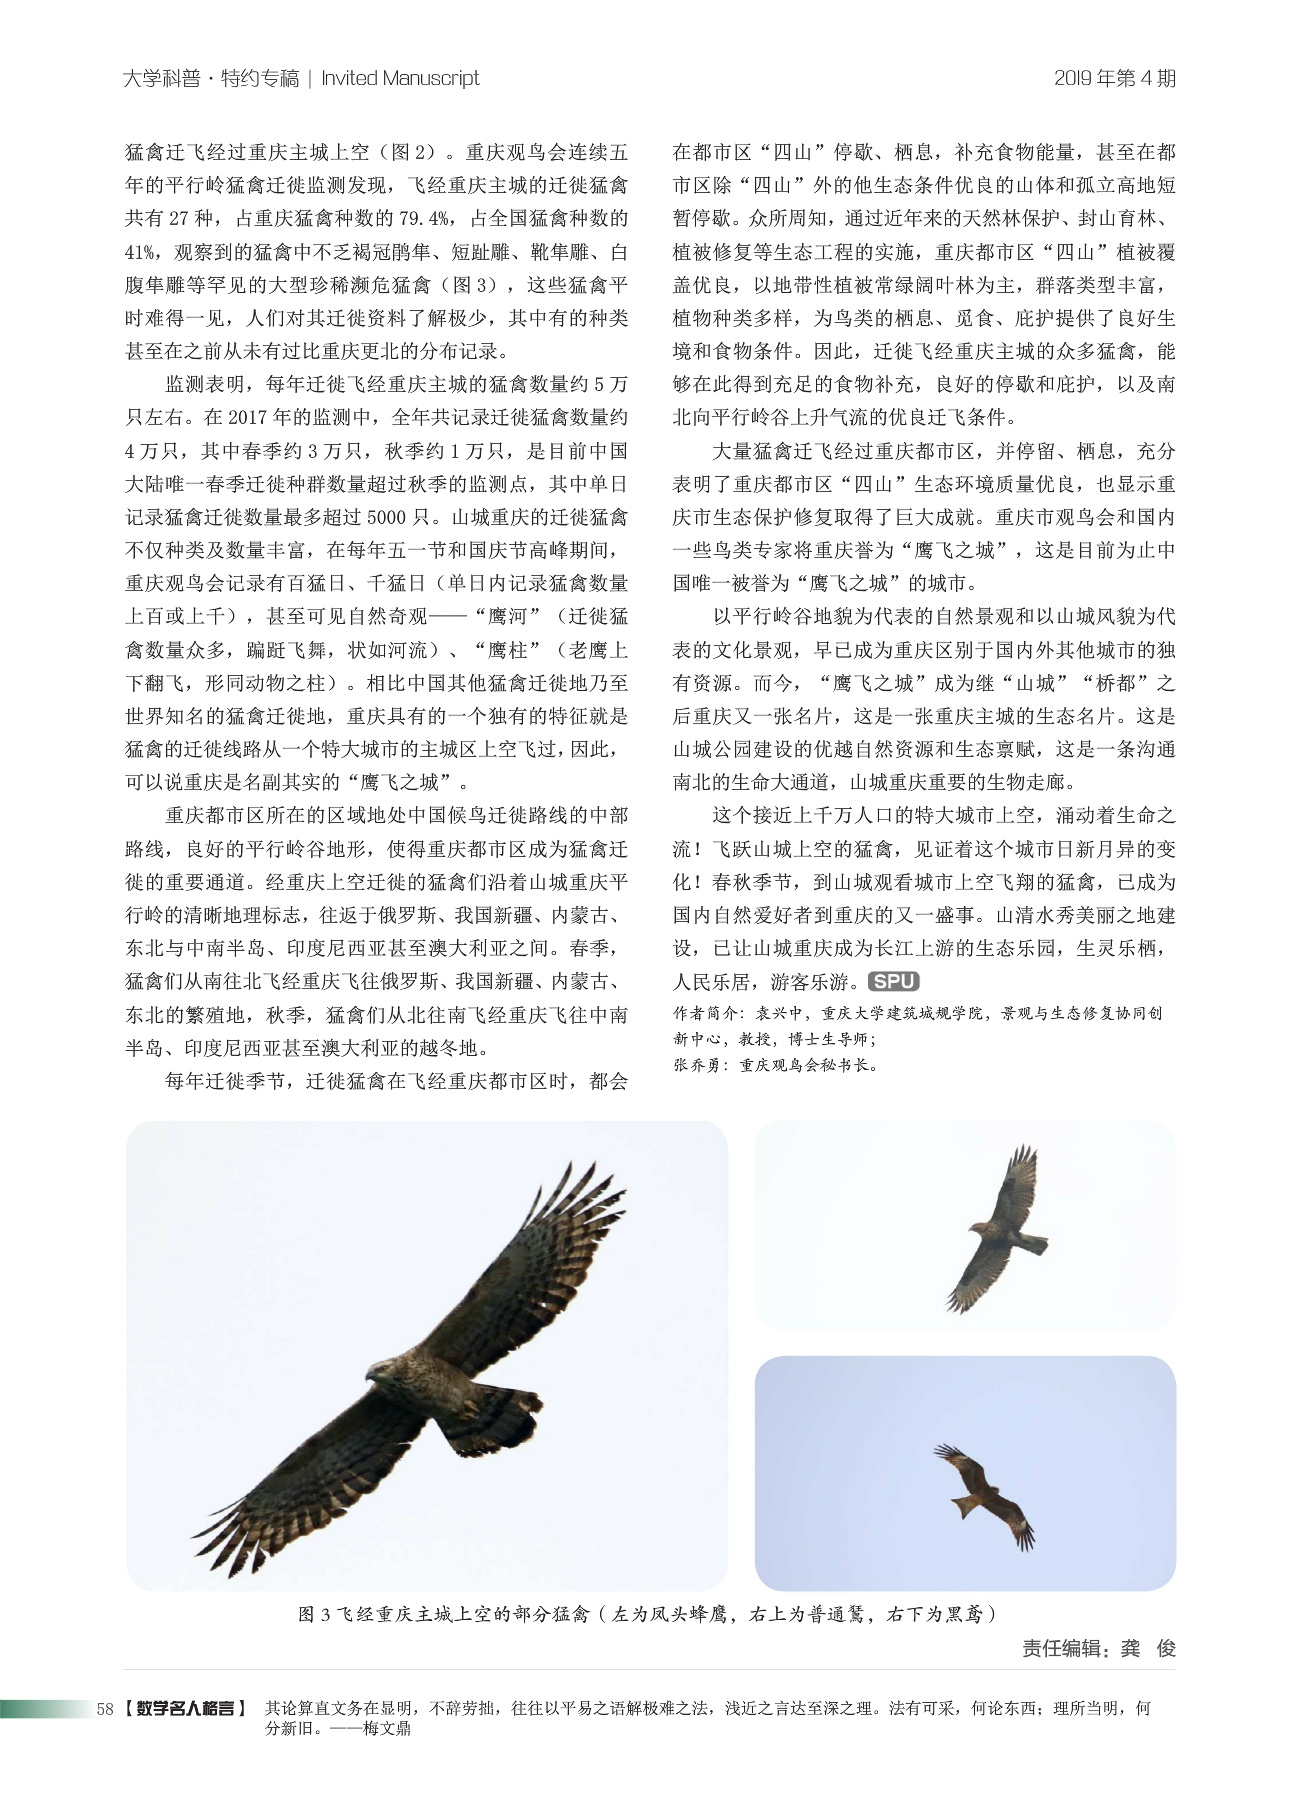 大学科普·特约专稿 | Invited Manuscript
2019 年第 4 期
猛禽迁飞经过重庆主城上空（图 2）。重庆观鸟会连续五
年的平行岭猛禽迁徙监测发现，飞经重庆主城的迁徙猛禽
共有 27 种，占重庆猛禽种数的 79.4%，占全国猛禽种数的
41%，观察到的猛禽中不乏褐冠鹃隼、短趾雕、靴隼雕、白
腹隼雕等罕见的大型珍稀濒危猛禽（图 3），这些猛禽平
时难得一见，人们对其迁徙资料了解极少，其中有的种类
甚至在之前从未有过比重庆更北的分布记录。
监测表明，每年迁徙飞经重庆主城的猛禽数量约 5 万
只左右。在 2017 年的监测中，全年共记录迁徙猛禽数量约
4 万只，其中春季约 3 万只，秋季约 1 万只，是目前中国
大陆唯一春季迁徙种群数量超过秋季的监测点，其中单日
记录猛禽迁徙数量最多超过 5000 只。山城重庆的迁徙猛禽
不仅种类及数量丰富，在每年五一节和国庆节高峰期间，
重庆观鸟会记录有百猛日、千猛日（单日内记录猛禽数量
上百或上千），甚至可见自然奇观——“鹰河”（迁徙猛
禽数量众多，蹁跹飞舞，状如河流）、“鹰柱”（老鹰上
下翻飞，形同动物之柱）。相比中国其他猛禽迁徙地乃至
世界知名的猛禽迁徙地，重庆具有的一个独有的特征就是
猛禽的迁徙线路从一个特大城市的主城区上空飞过，因此，
可以说重庆是名副其实的“鹰飞之城”。
重庆都市区所在的区域地处中国候鸟迁徙路线的中部
路线，良好的平行岭谷地形，使得重庆都市区成为猛禽迁
徙的重要通道。经重庆上空迁徙的猛禽们沿着山城重庆平
行岭的清晰地理标志，往返于俄罗斯、我国新疆、内蒙古、
东北与中南半岛、印度尼西亚甚至澳大利亚之间。春季，
猛禽们从南往北飞经重庆飞往俄罗斯、我国新疆、内蒙古、
东北的繁殖地，秋季，猛禽们从北往南飞经重庆飞往中南
半岛、印度尼西亚甚至澳大利亚的越冬地。
每年迁徙季节，迁徙猛禽在飞经重庆都市区时，都会
在都市区“四山”停歇、栖息，补充食物能量，甚至在都
市区除“四山”外的他生态条件优良的山体和孤立高地短
暂停歇。众所周知，通过近年来的天然林保护、封山育林、
植被修复等生态工程的实施，重庆都市区“四山”植被覆
盖优良，以地带性植被常绿阔叶林为主，群落类型丰富，
植物种类多样，为鸟类的栖息、觅食、庇护提供了良好生
境和食物条件。因此，迁徙飞经重庆主城的众多猛禽，能
够在此得到充足的食物补充，良好的停歇和庇护，以及南
北向平行岭谷上升气流的优良迁飞条件。
大量猛禽迁飞经过重庆都市区，并停留、栖息，充分
表明了重庆都市区“四山”生态环境质量优良，也显示重
庆市生态保护修复取得了巨大成就。重庆市观鸟会和国内
一些鸟类专家将重庆誉为“鹰飞之城”，这是目前为止中
国唯一被誉为“鹰飞之城”的城市。
以平行岭谷地貌为代表的自然景观和以山城风貌为代
表的文化景观，早已成为重庆区别于国内外其他城市的独
有资源。而今，“鹰飞之城”成为继“山城”“桥都”之
后重庆又一张名片，这是一张重庆主城的生态名片。这是
山城公园建设的优越自然资源和生态禀赋，这是一条沟通
南北的生命大通道，山城重庆重要的生物走廊。
这个接近上千万人口的特大城市上空，涌动着生命之
流！飞跃山城上空的猛禽，见证着这个城市日新月异的变
化！春秋季节，到山城观看城市上空飞翔的猛禽，已成为
国内自然爱好者到重庆的又一盛事。山清水秀美丽之地建
设，已让山城重庆成为长江上游的生态乐园，生灵乐栖，
人民乐居，游客乐游。SPU
作者简介：袁兴中，重庆大学建筑城规学院，景观与生态修复协同创
新中心，教授，博士生导师；
张乔勇：重庆观鸟会秘书长。
图 3 飞经重庆主城上空的部分猛禽（左为凤头蜂鹰，右上为普通鵟，右下为黑鸢）
责任编辑：龚 俊
58【数学名人格言】 其论算直文务在显明，不辞劳拙，往往以平易之语解极难之法，浅近之言达至深之理。法有可采，何论东西；理所当明，何
分新旧。——梅文鼎